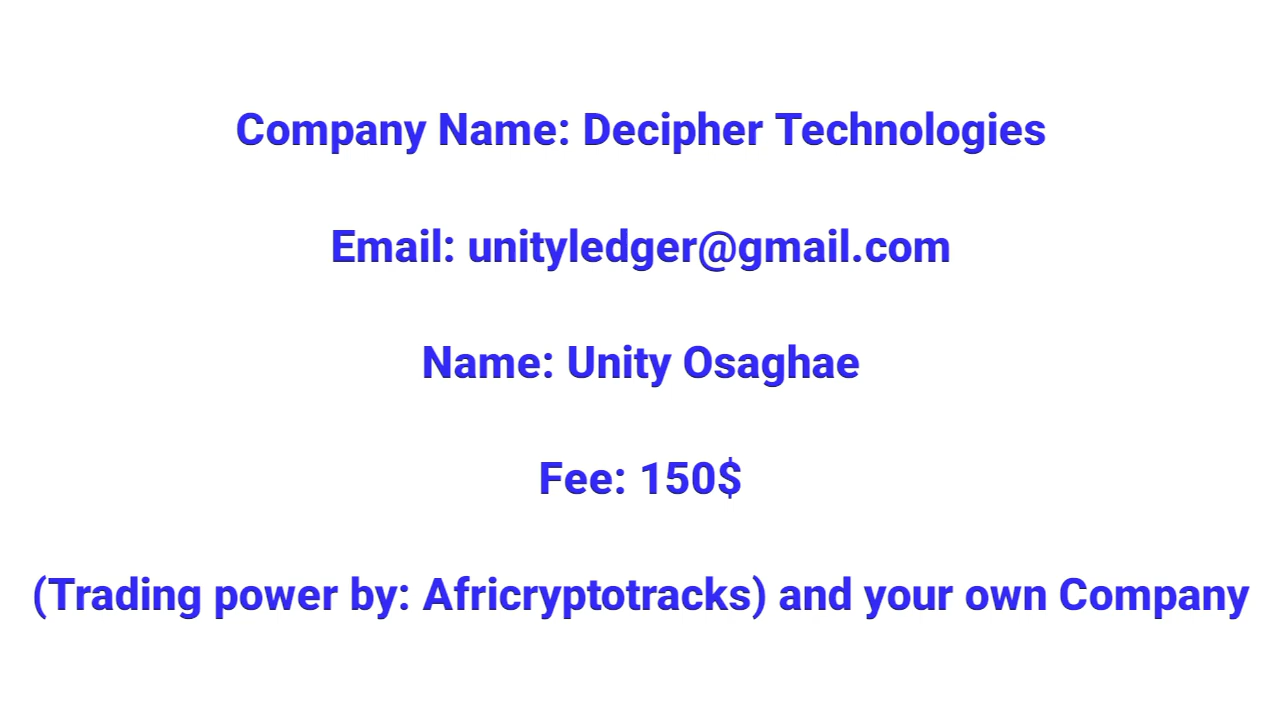 Company Name: Decipher Technologies
Email: unityledger@gmail.com
Name: Unity Osaghae
Fee: 150$
(Trading power by: Africryptotracks) and your own Company